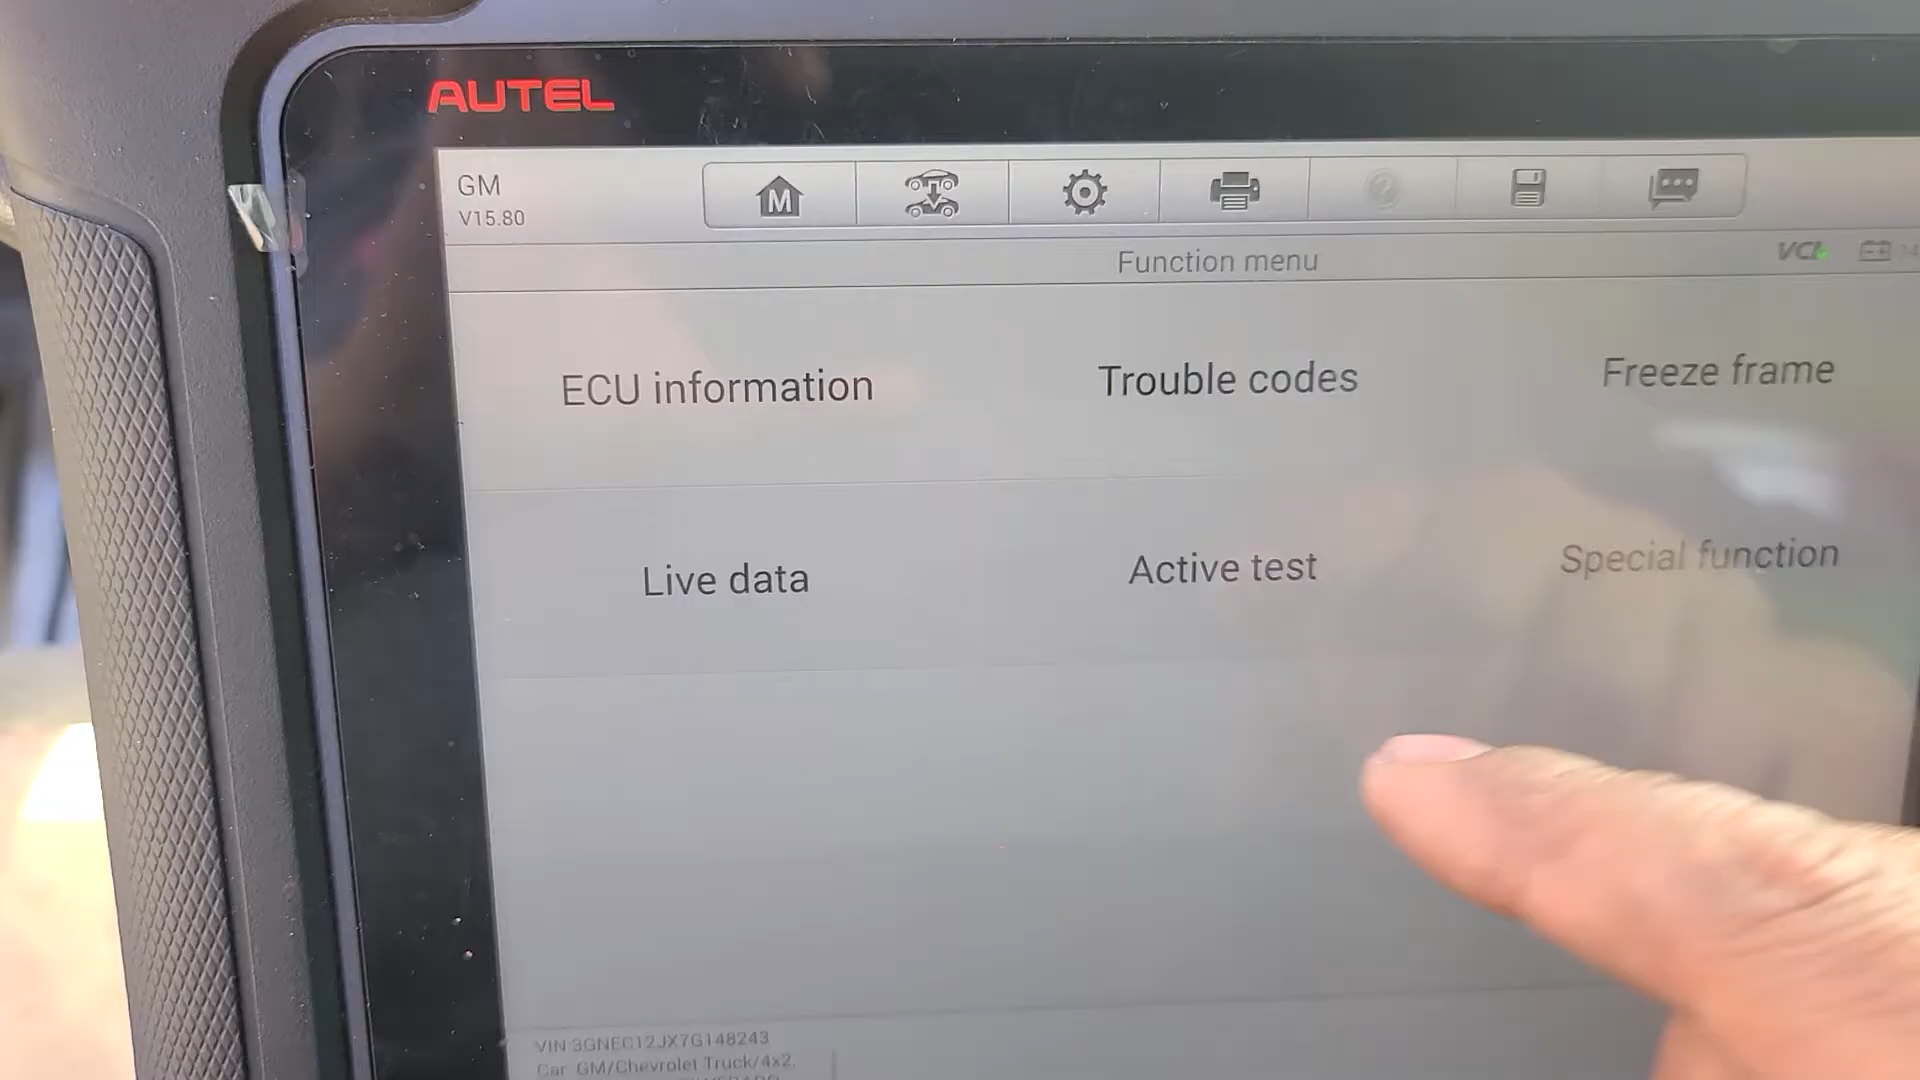 AUTEL
GM
V15.80
M
?
Function menu
VCI
ECU information
Trouble codes
Freeze frame
Live data
Active test
Special function
VIN 3GNEC12JX7G148243
Car: GM/Chevrolet Truck/4x2,